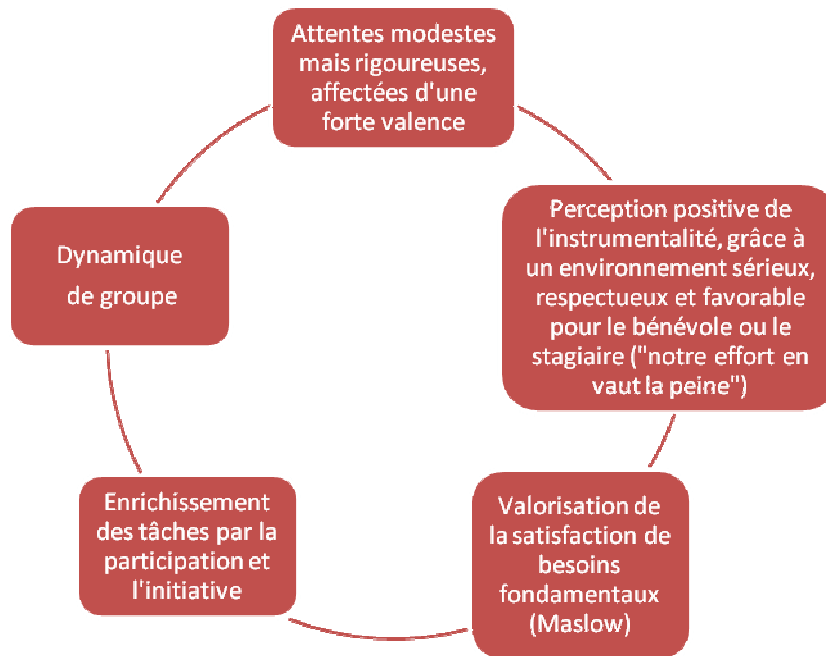 Attentes modestes
mais rigoureuses,
affectées d'une
forte valence
Perception positive de
l'instrumentalité, grâce à
un environnement sérieux,
respectueux et favorable
pour le bénévole ou le
stagiaire ("notre effort en
vaut la peine")
Valorisation de
la satisfaction de
besoins
fondamentaux
(Maslow)
Enrichissement
des tâches par la
participation et
l'initiative
Dynamique
de groupe